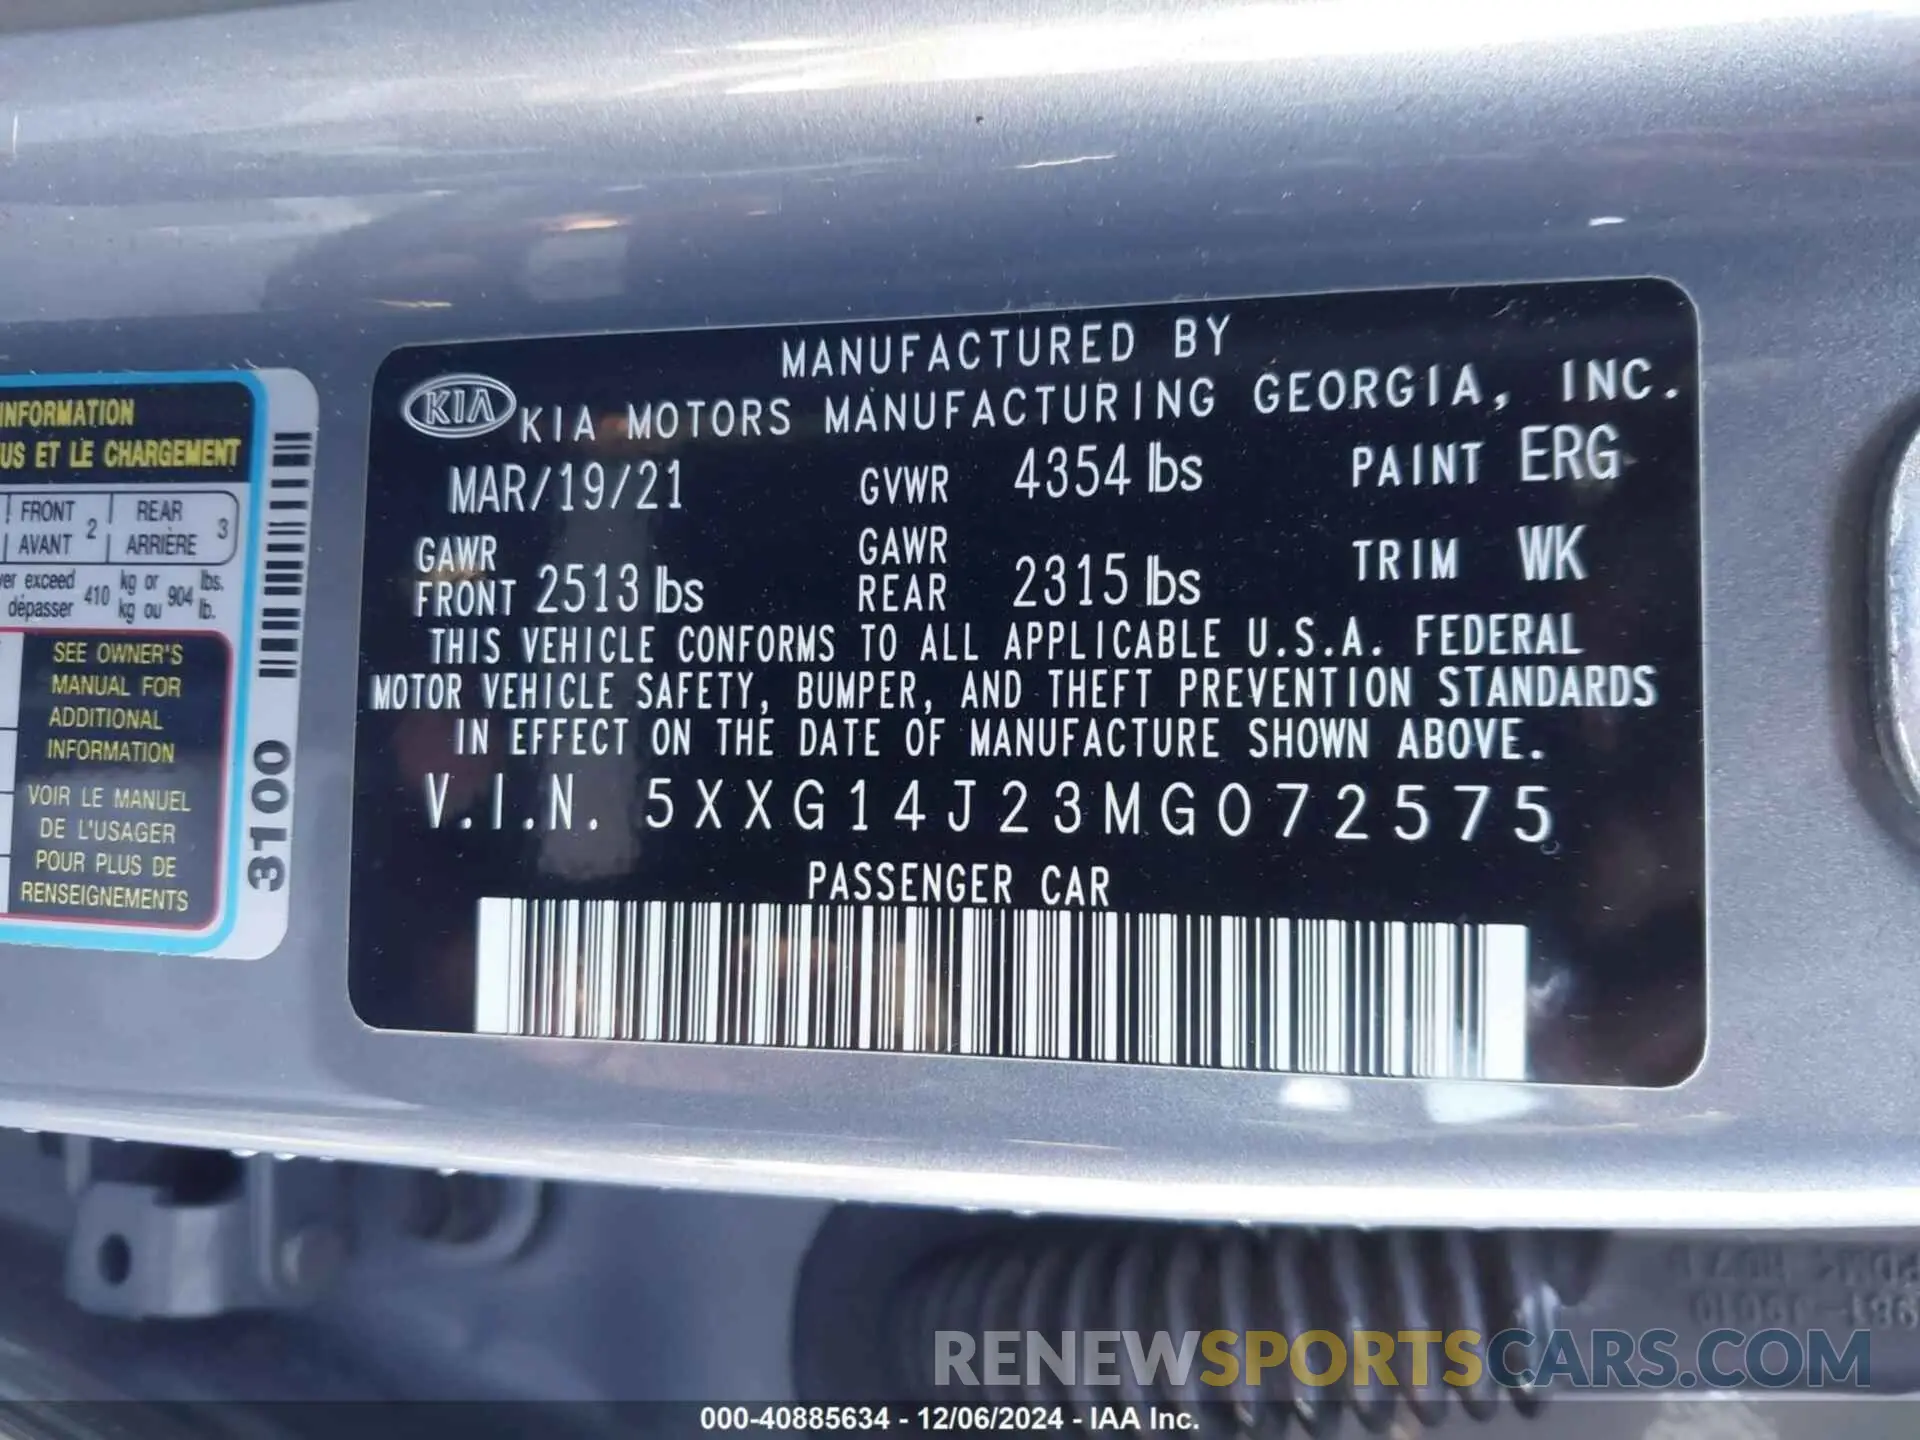 MANUFACTURED BY
KIA KIA MOTORS MANUFACTURING GEORGIA, INC.
MAR/19/21 GVWR 4354 lbs PAINT ERG
GAWR FRONT 2513 lbs GAWR REAR 2315 lbs TRIM WK
THIS VEHICLE CONFORMS TO ALL APPLICABLE U.S.A. FEDERAL
MOTOR VEHICLE SAFETY, BUMPER, AND THEFT PREVENTION STANDARDS
IN EFFECT ON THE DATE OF MANUFACTURE SHOWN ABOVE.
V.I.N. 5XXG14J23MG072575
PASSENGER CAR
INFORMATION
US ET LE CHARGEMENT
FRONT 2 REAR 3
AVANT ARRIÈRE
ver exceed 410 kg or 904 lbs.
dépasser kg ou lb.
SEE OWNER'S
MANUAL FOR
ADDITIONAL
INFORMATION
VOIR LE MANUEL
DE L'USAGER
POUR PLUS DE
RENSEIGNEMENTS
3100
RENEWSPORTSCARS.COM
000-40885634 - 12/06/2024 - IAA Inc.